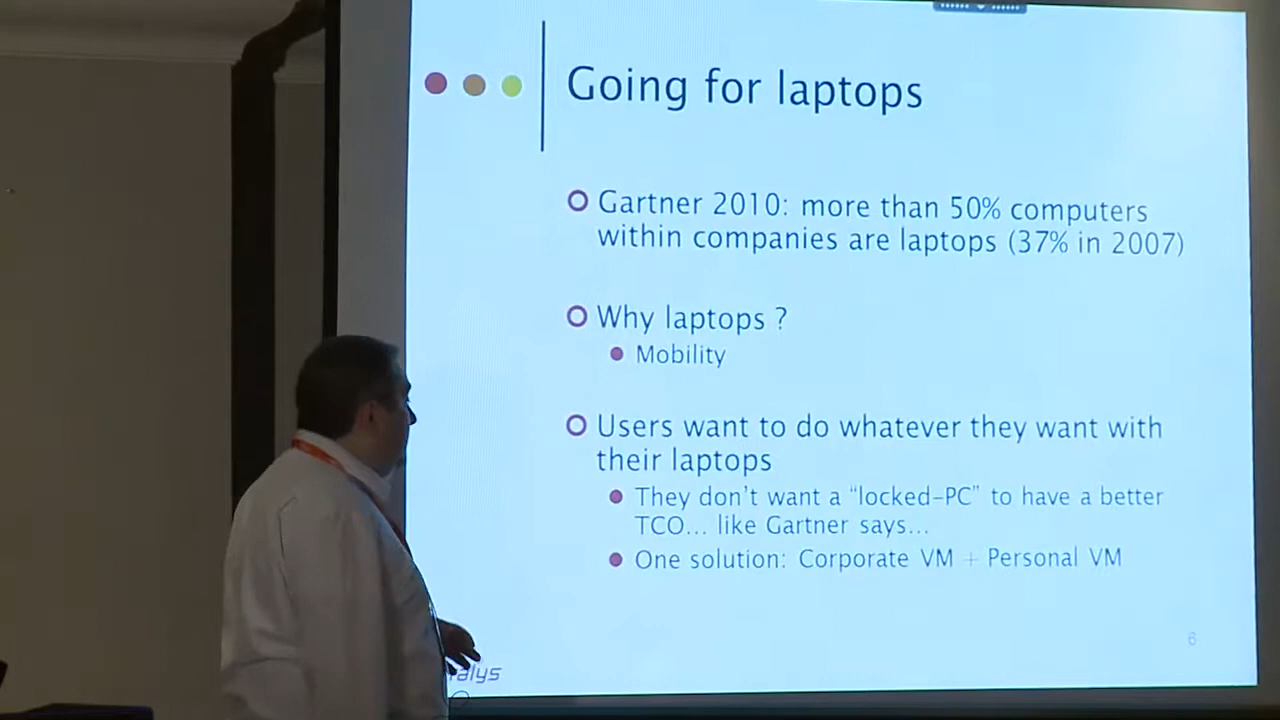 Going for laptops
Gartner 2010: more than 50% computers
within companies are laptops (37% in 2007)
Why laptops ?
Mobility
Users want to do whatever they want with
their laptops
They don't want a “locked-PC” to have a better
TCO... like Gartner says...
One solution: Corporate VM + Personal VM
6